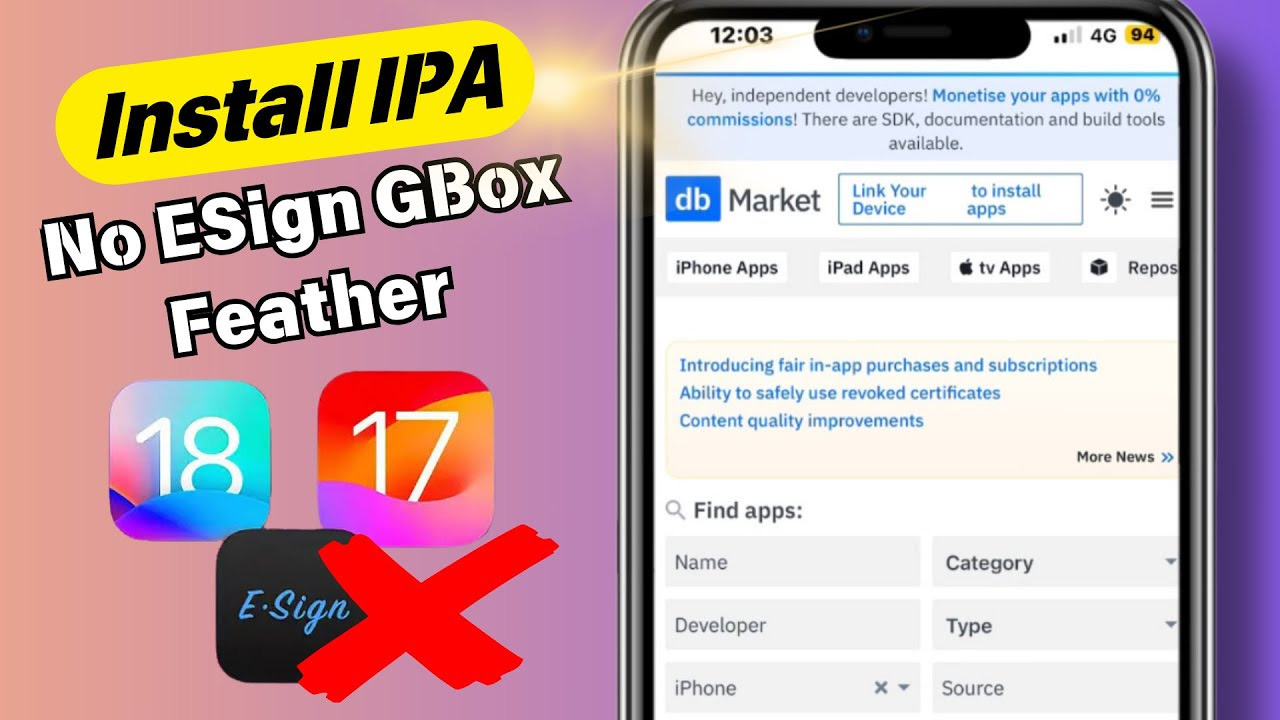 Install IPA
No ESign GBox
Feather
18
17
E·Sign
12:03
4G 94
Hey, independent developers! Monetise your apps with 0%
commissions! There are SDK, documentation and build tools
available.
db Market
Link Your to install
Device apps
iPhone Apps
iPad Apps
tv Apps
Repos
Introducing fair in-app purchases and subscriptions
Ability to safely use revoked certificates
Content quality improvements
More News »
Find apps:
Name
Category
Developer
Type
iPhone
Source